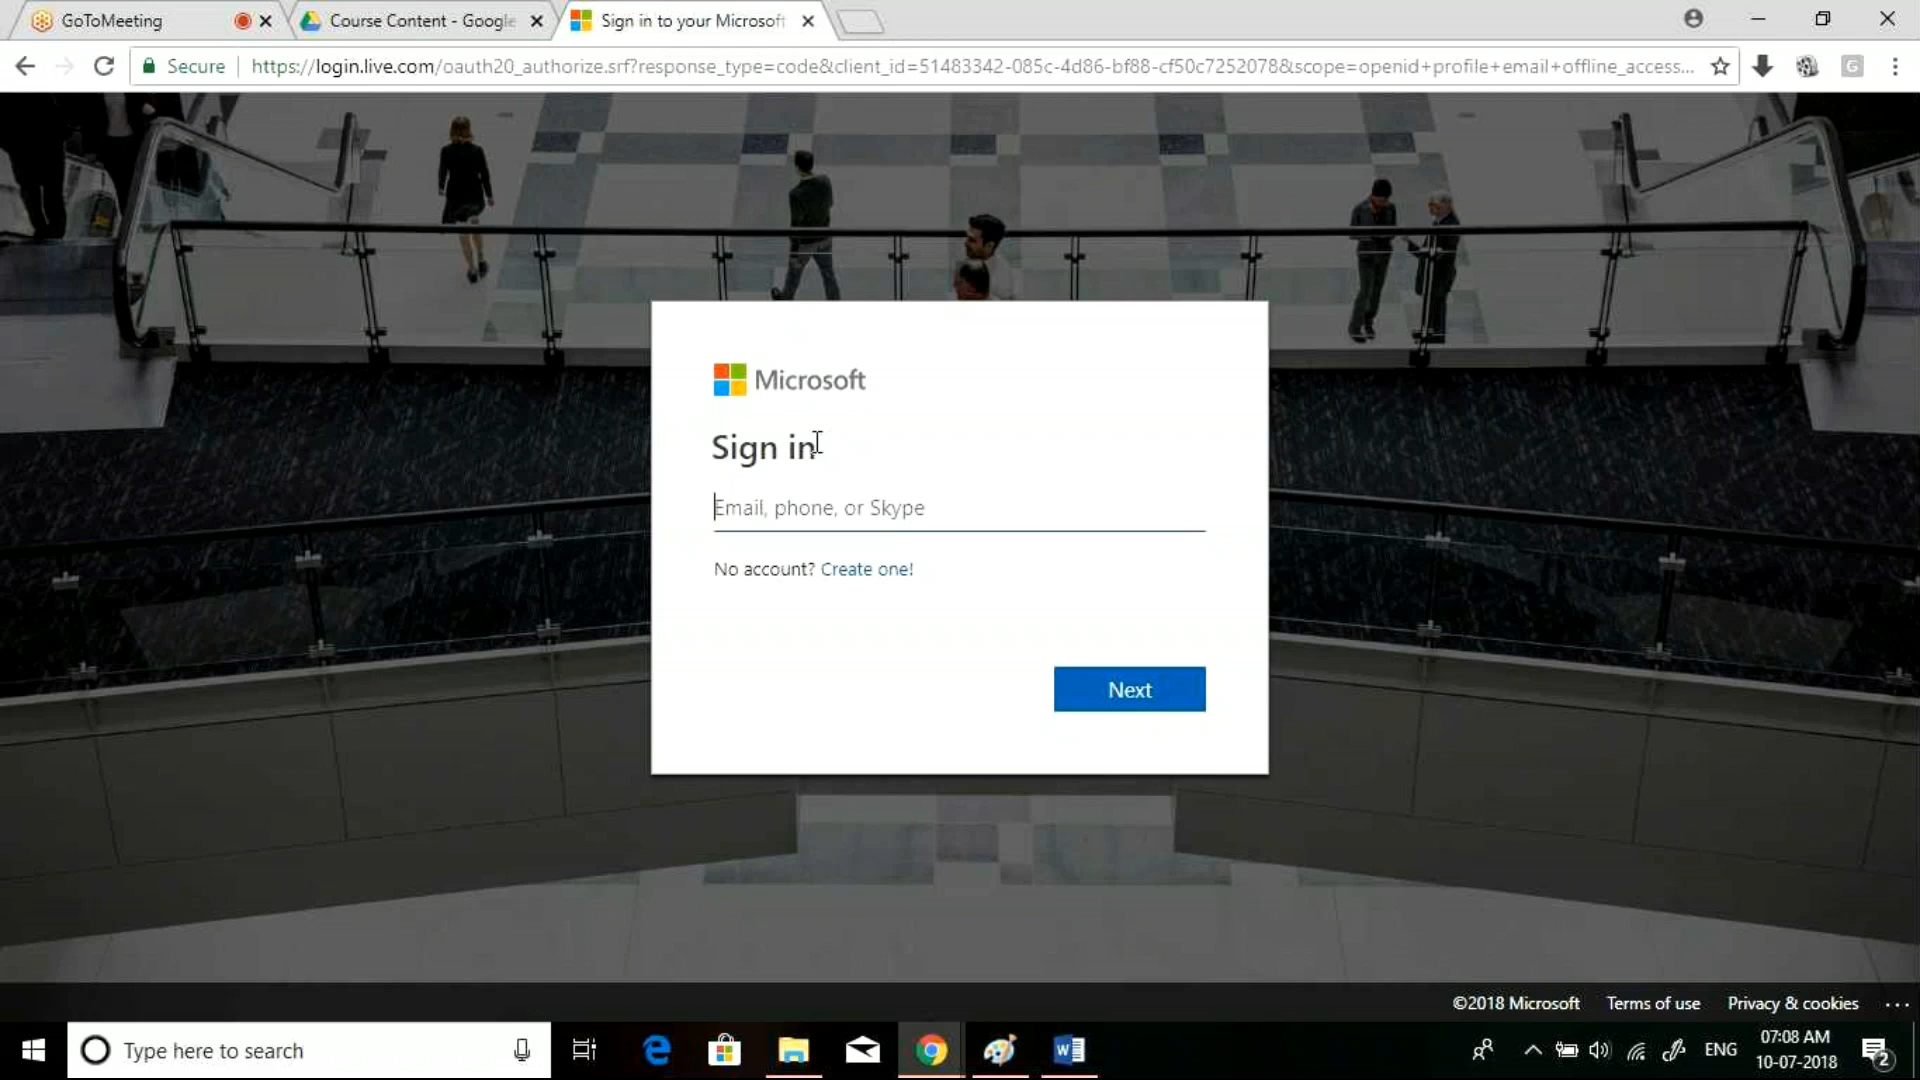 GoToMeeting
Course Content - Google
Sign in to your Microsoft
Secure
https://login.live.com/oauth20_authorize.srf?response_type=code&client_id=51483342-085c-4d86-bf88-cf50c7252078&scope=openid+profile+email+offline_access...
G
Microsoft
Sign in
Email, phone, or Skype
No account? Create one!
Next
©2018 Microsoft Terms of use Privacy & cookies ...
Type here to search
ENG
07:08 AM
10-07-2018
2